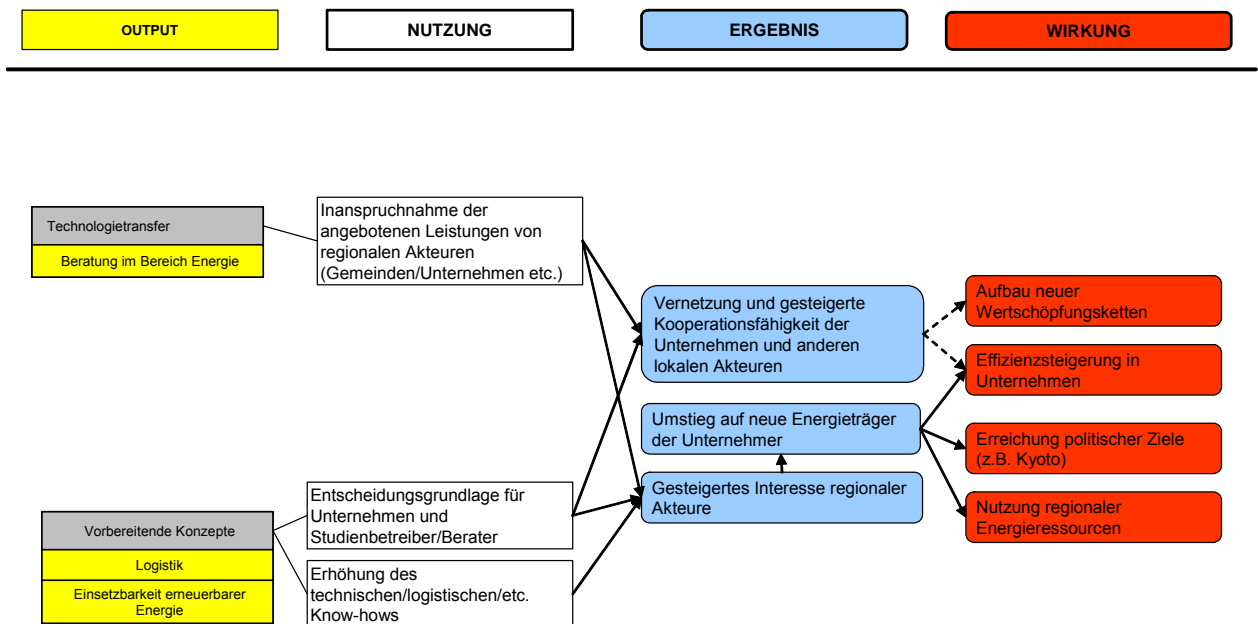 OUTPUT
NUTZUNG
ERGEBNIS
WIRKUNG
Technologietransfer
Beratung im Bereich Energie
Inanspruchnahme der
angebotenen Leistungen von
regionalen Akteuren
(Gemeinden/Unternehmen etc.)
Vernetzung und gesteigerte
Kooperationsfähigkeit der
Unternehmen und anderen
lokalen Akteuren
Aufbau neuer
Wertschöpfungsketten
Effizienzsteigerung in
Unternehmen
Umstieg auf neue Energieträger
der Unternehmer
Erreichung politischer Ziele
(z.B. Kyoto)
Gesteigertes Interesse regionaler
Akteure
Nutzung regionaler
Energieressourcen
Vorbereitende Konzepte
Logistik
Einsetzbarkeit erneuerbarer
Energie
Entscheidungsgrundlage für
Unternehmen und
Studienbetreiber/Berater
Erhöhung des
technischen/logistischen/etc.
Know-hows